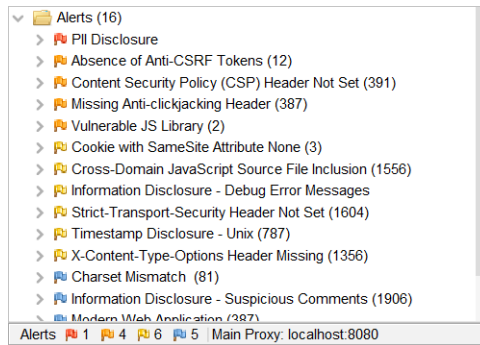 Alerts (16)
PII Disclosure
Absence of Anti-CSRF Tokens (12)
Content Security Policy (CSP) Header Not Set (391)
Missing Anti-clickjacking Header (387)
Vulnerable JS Library (2)
Cookie with SameSite Attribute None (3)
Cross-Domain JavaScript Source File Inclusion (1556)
Information Disclosure - Debug Error Messages
Strict-Transport-Security Header Not Set (1604)
Timestamp Disclosure - Unix (787)
X-Content-Type-Options Header Missing (1356)
Charset Mismatch (81)
Information Disclosure - Suspicious Comments (1906)
Modern Web Application (387)
Alerts 1 4 6 5 Main Proxy: localhost:8080